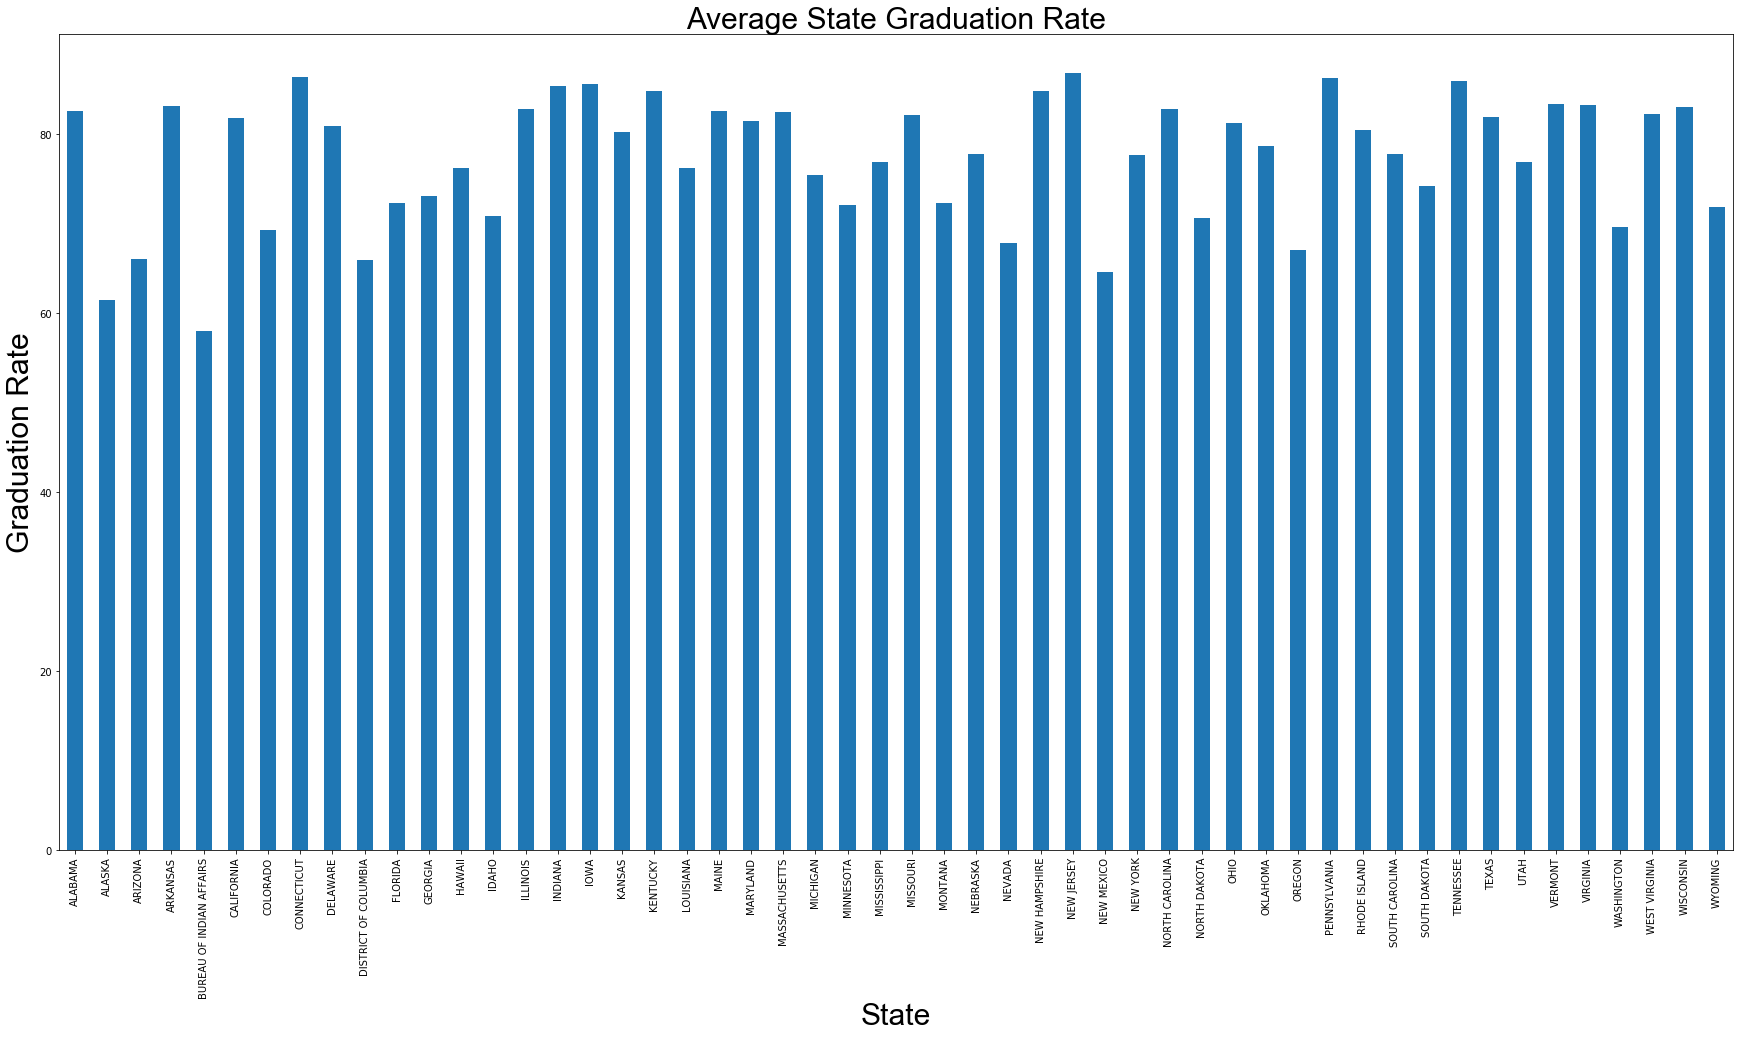 Average State Graduation Rate
Graduation Rate
80
60
40
20
0
ALABAMA
ALASKA
ARIZONA
ARKANSAS
BUREAU OF INDIAN AFFAIRS
CALIFORNIA
COLORADO
CONNECTICUT
DELAWARE
DISTRICT OF COLUMBIA
FLORIDA
GEORGIA
HAWAII
IDAHO
ILLINOIS
INDIANA
IOWA
KANSAS
KENTUCKY
LOUISIANA
MAINE
MARYLAND
MASSACHUSETTS
MICHIGAN
MINNESOTA
MISSISSIPPI
MISSOURI
MONTANA
NEBRASKA
NEVADA
NEW HAMPSHIRE
NEW JERSEY
NEW MEXICO
NEW YORK
NORTH CAROLINA
NORTH DAKOTA
OHIO
OKLAHOMA
OREGON
PENNSYLVANIA
RHODE ISLAND
SOUTH CAROLINA
SOUTH DAKOTA
TENNESSEE
TEXAS
UTAH
VERMONT
VIRGINIA
WASHINGTON
WEST VIRGINIA
WISCONSIN
WYOMING
State